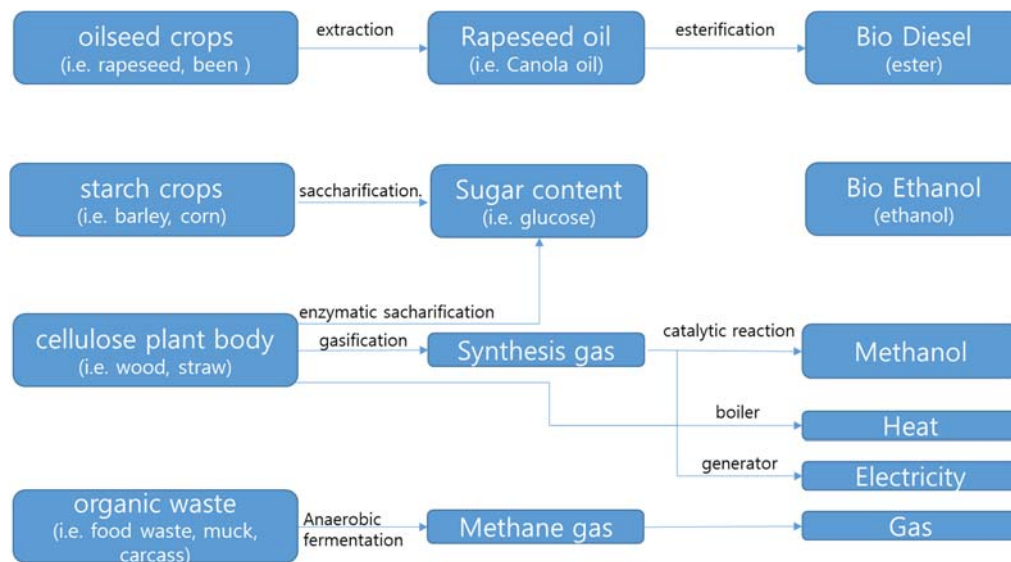 oilseed crops
(i.e. rapeseed, been )
extraction
Rapeseed oil
(i.e. Canola oil)
esterification
Bio Diesel
(ester)
starch crops
(i.e. barley, corn)
saccharification.
Sugar content
(i.e. glucose)
Bio Ethanol
(ethanol)
cellulose plant body
(i.e. wood, straw)
enzymatic sacharification
gasification
Synthesis gas
catalytic reaction
Methanol
boiler
Heat
generator
Electricity
organic waste
(i.e. food waste, muck,
carcass)
Anaerobic
fermentation
Methane gas
Gas